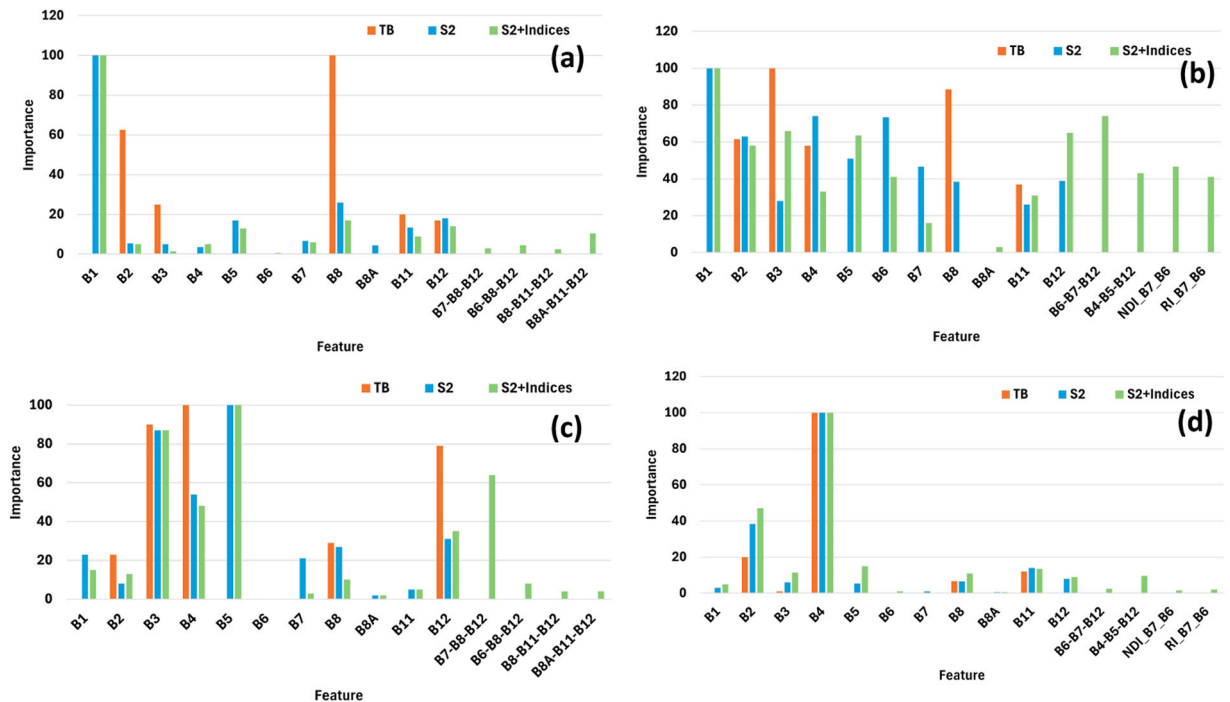 120
100
80
60
40
20
0
Importance
TB S2 S2+Indices
(a)
B1 B2 B3 B4 B5 B6 B7 B8 B8A B11 B12 B7-B8-B12 B6-B8-B12 B8-B11-B12 B8A-B11-B12
Feature
120
100
80
60
40
20
0
Importance
TB S2 S2+Indices
(b)
B1 B2 B3 B4 B5 B6 B7 B8 B8A B11 B12 B6-B7-B12 B4-B5-B12 NDI_B7_B6 RI_B7_B6
Feature
100
80
60
40
20
0
Importance
TB S2 S2+Indices
(c)
B1 B2 B3 B4 B5 B6 B7 B8 B8A B11 B12 B7-B8-B12 B6-B8-B12 B8-B11-B12 B8A-B11-B12
Feature
120
100
80
60
40
20
0
Importance
TB S2 S2+Indices
(d)
B1 B2 B3 B4 B5 B6 B7 B8 B8A B11 B12 B6-B7-B12 B4-B5-B12 NDI_B7_B6 RI_B7_B6
Feature